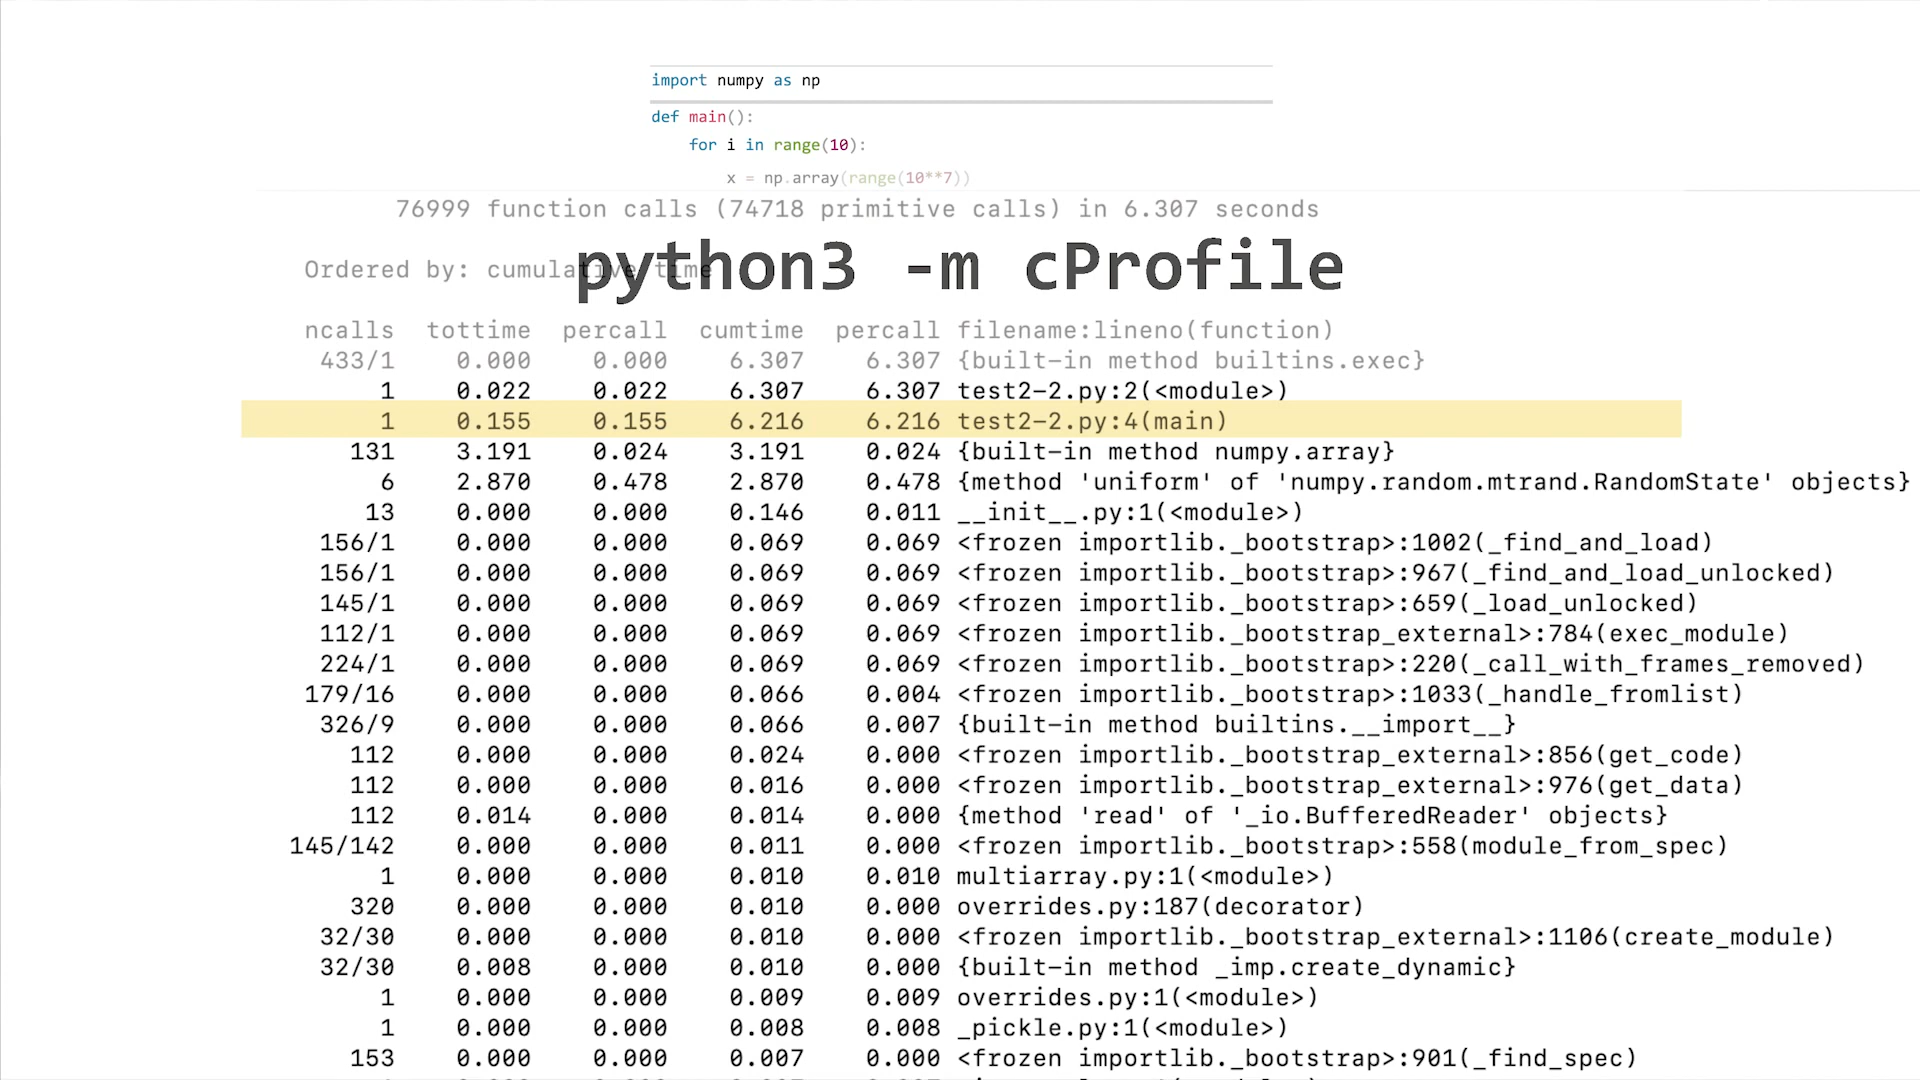 import numpy as np
def main():
for i in range(10):
x = np.array(range(10**7))
76999 function calls (74718 primitive calls) in 6.307 seconds
python3 -m cProfile
Ordered by: cumulative time
ncalls tottime percall cumtime percall filename:lineno(function)
433/1 0.000 0.000 6.307 6.307 {built-in method builtins.exec}
1 0.022 0.022 6.307 6.307 test2-2.py:2(<module>)
1 0.155 0.155 6.216 6.216 test2-2.py:4(main)
131 3.191 0.024 3.191 0.024 {built-in method numpy.array}
6 2.870 0.478 2.870 0.478 {method 'uniform' of 'numpy.random.mtrand.RandomState' objects}
13 0.000 0.000 0.146 0.011 __init__.py:1(<module>)
156/1 0.000 0.000 0.069 0.069 <frozen importlib._bootstrap>:1002(_find_and_load)
156/1 0.000 0.000 0.069 0.069 <frozen importlib._bootstrap>:967(_find_and_load_unlocked)
145/1 0.000 0.000 0.069 0.069 <frozen importlib._bootstrap>:659(_load_unlocked)
112/1 0.000 0.000 0.069 0.069 <frozen importlib._bootstrap_external>:784(exec_module)
224/1 0.000 0.000 0.069 0.069 <frozen importlib._bootstrap>:220(_call_with_frames_removed)
179/16 0.000 0.000 0.066 0.004 <frozen importlib._bootstrap>:1033(_handle_fromlist)
326/9 0.000 0.000 0.066 0.007 {built-in method builtins.__import__}
112 0.000 0.000 0.024 0.000 <frozen importlib._bootstrap_external>:856(get_code)
112 0.000 0.000 0.016 0.000 <frozen importlib._bootstrap_external>:976(get_data)
112 0.014 0.000 0.014 0.000 {method 'read' of '_io.BufferedReader' objects}
145/142 0.000 0.000 0.011 0.000 <frozen importlib._bootstrap>:558(module_from_spec)
1 0.000 0.000 0.010 0.010 multiarray.py:1(<module>)
320 0.000 0.000 0.010 0.000 overrides.py:187(decorator)
32/30 0.000 0.000 0.010 0.000 <frozen importlib._bootstrap_external>:1106(create_module)
32/30 0.008 0.000 0.010 0.000 {built-in method _imp.create_dynamic}
1 0.000 0.000 0.009 0.009 overrides.py:1(<module>)
1 0.000 0.000 0.008 0.008 _pickle.py:1(<module>)
153 0.000 0.000 0.007 0.000 <frozen importlib._bootstrap>:901(_find_spec)